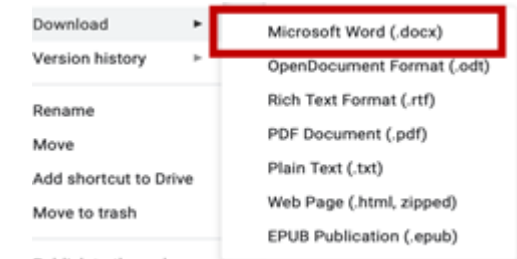 Download
Version history
Rename
Move
Add shortcut to Drive
Move to trash
Microsoft Word (.docx)
OpenDocument Format (.odt)
Rich Text Format (.rtf)
PDF Document (.pdf)
Plain Text (.txt)
Web Page (.html, zipped)
EPUB Publication (.epub)